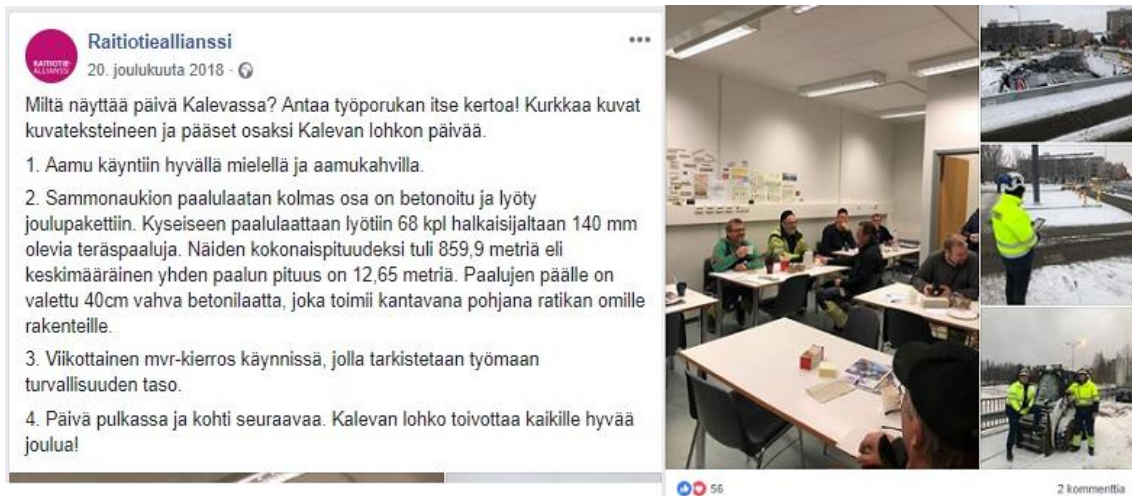 Raitiotieallianssi
20. joulukuuta 2018 ·
RAITIOTIE-
ALLIANSSI
Miltä näyttää päivä Kalevassa? Antaa työporukan itse kertoa! Kurkkaa kuvat
kuvateksteineen ja pääset osaksi Kalevan lohkon päivää.
1. Aamu käyntiin hyvällä mielellä ja aamukahvilla.
2. Sammonaukion paalulaatan kolmas osa on betonoitu ja lyöty
joulupakettiin. Kyseiseen paalulaattaan lyötiin 68 kpl halkaisijaltaan 140 mm
olevia teräspaaluja. Näiden kokonaispituudeksi tuli 859,9 metriä eli
keskimääräinen yhden paalun pituus on 12,65 metriä. Paalujen päälle on
valettu 40cm vahva betonilaatta, joka toimii kantavana pohjana ratikan omille
rakenteille.
3. Viikottainen mvr-kierros käynnissä, jolla tarkistetaan työmaan
turvallisuuden taso.
4. Päivä pulkassa ja kohti seuraavaa. Kalevan lohko toivottaa kaikille hyvää
joulua!
56
2 kommenttia